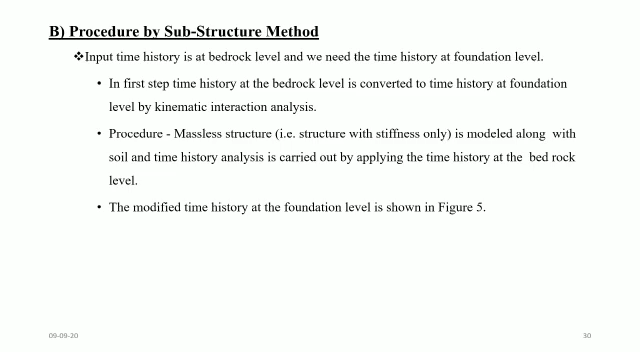 B) Procedure by Sub-Structure Method
❖Input time history is at bedrock level and we need the time history at foundation level.
• In first step time history at the bedrock level is converted to time history at foundation
level by kinematic interaction analysis.
• Procedure - Massless structure (i.e. structure with stiffness only) is modeled along with
soil and time history analysis is carried out by applying the time history at the bed rock
level.
• The modified time history at the foundation level is shown in Figure 5.
09-09-20
30